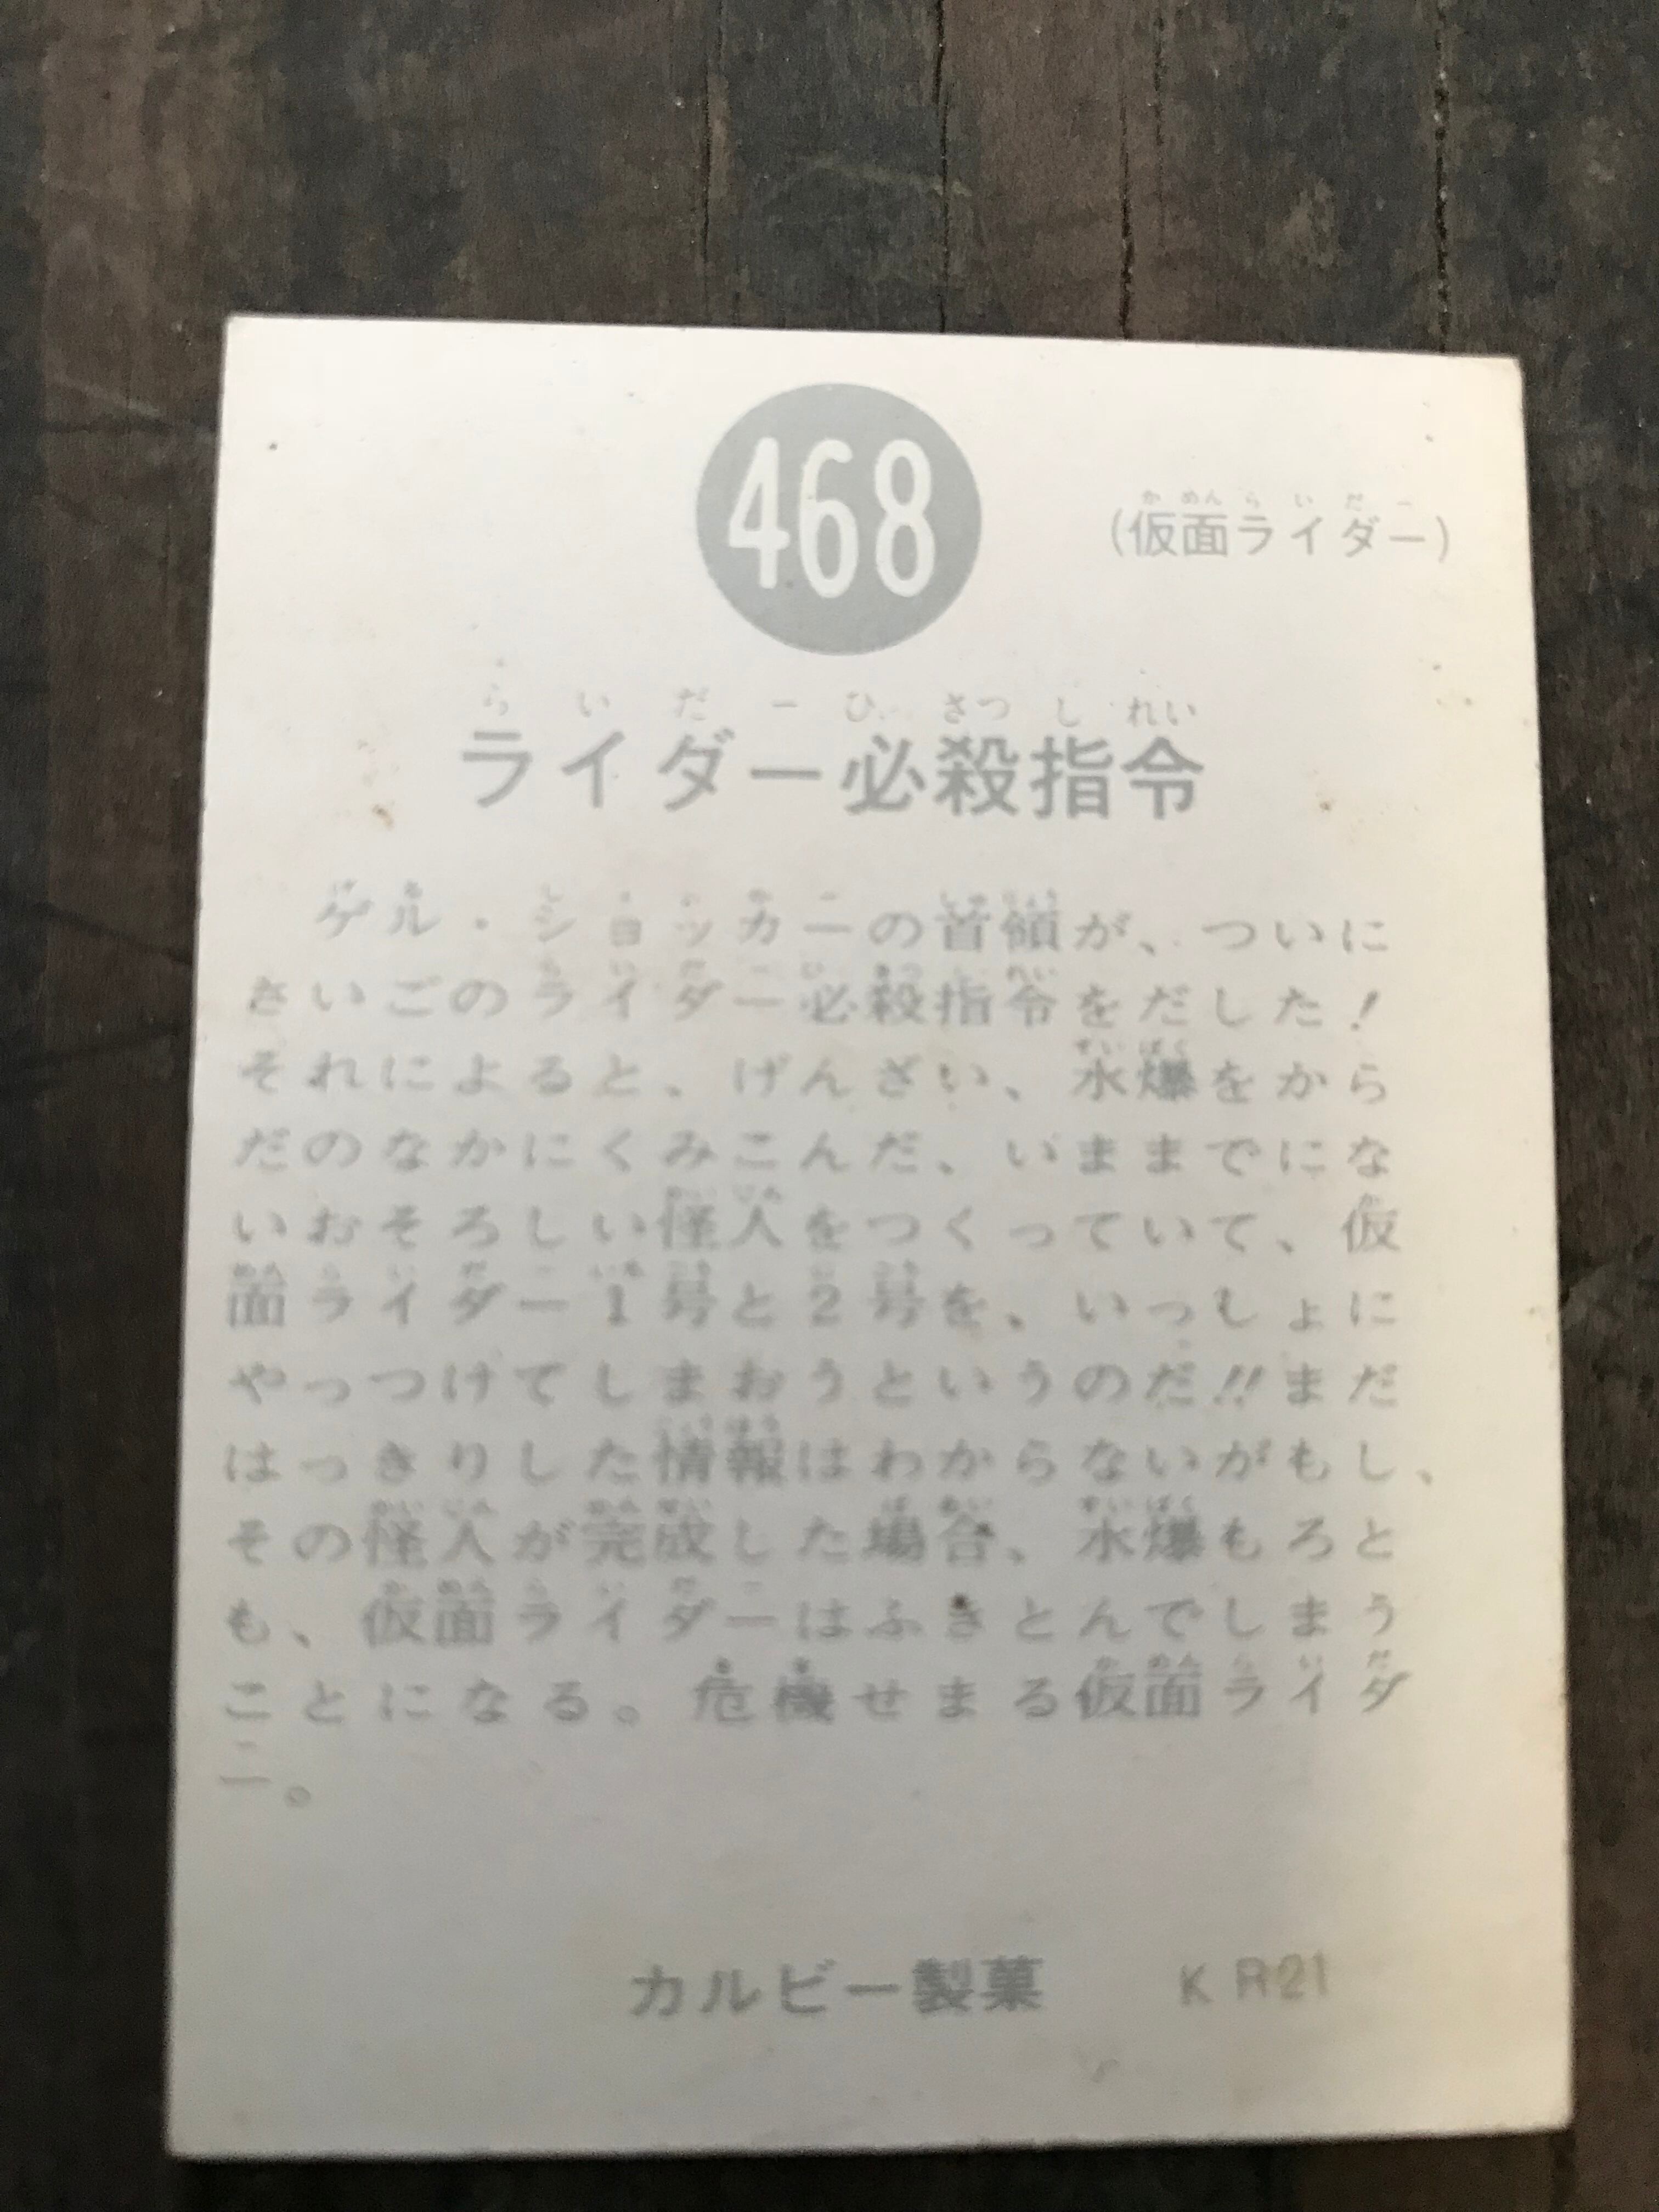 468
(仮面ライダー)
ライダー必殺指令
ゲル・ショッカーの首領が、ついに
さいごのライダー必殺指令をだした!
それによると、げんざい、水爆をから
だのなかにくみこんだ、いままでにな
いおそろしい怪人をつくっていて、仮
面ライダー1号と2号を、いっしょに
やっつけてしまおうというのだ!!まだ
はっきりした情報はわからないがもし、
その怪人が完成した場合、水爆もろと
も、仮面ライダーはふきとんでしまう
ことになる。危機せまる仮面ライダ
ー。
カルビー製菓 KR21